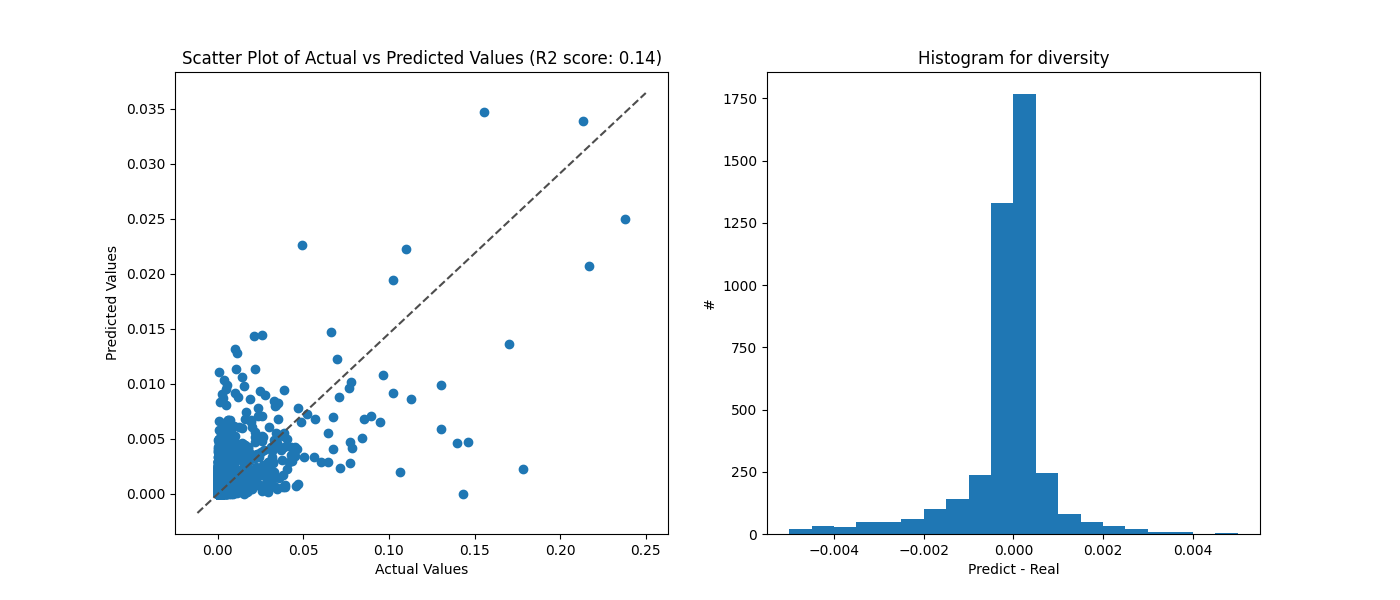 Scatter Plot of Actual vs Predicted Values (R2 score: 0.14)
0.035
0.030
0.025
0.020
0.015
0.010
0.005
0.000
Predicted Values
0.00 0.05 0.10 0.15 0.20 0.25
Actual Values
Histogram for diversity
1750
1500
1250
1000
750
500
250
0
#
−0.004 −0.002 0.000 0.002 0.004
Predict - Real